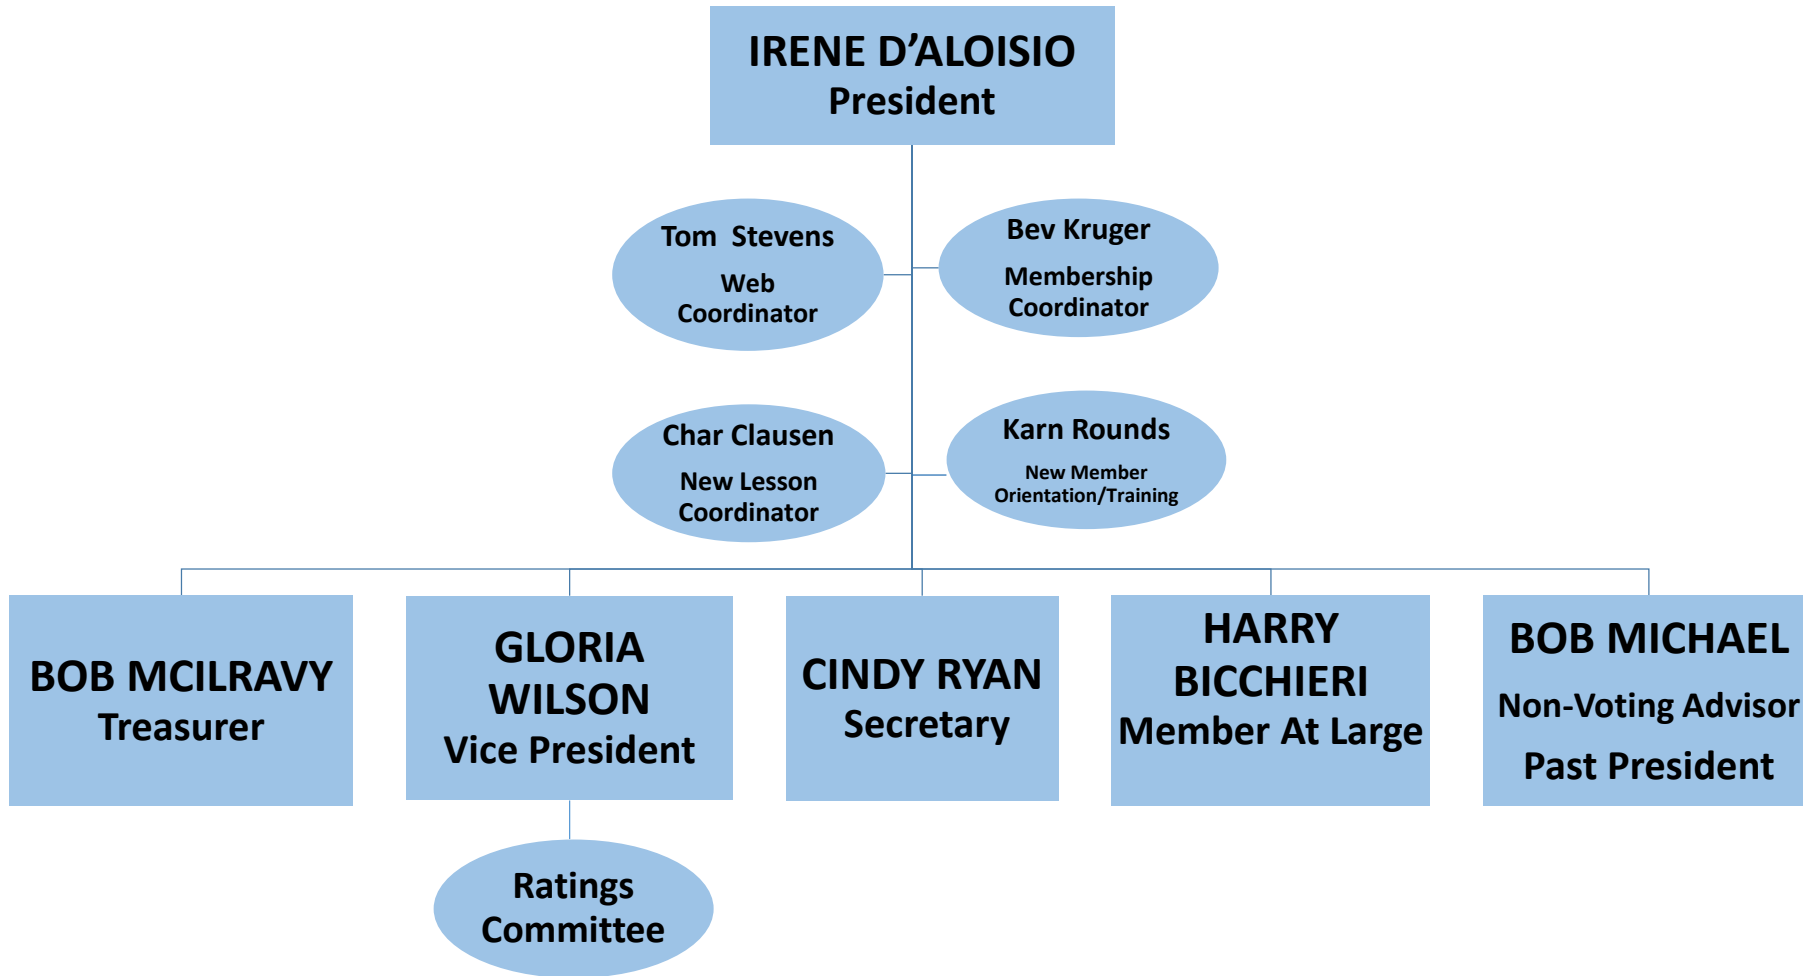 IRENE D’ALOISIO
President
Tom  Stevens
Web
Coordinator
Bev Kruger
Membership
Coordinator
Char Clausen
New Lesson
Coordinator
Karn Rounds
New Member
Orientation/Training
BOB MCILRAVY
Treasurer
GLORIA
WILSON
Vice President
CINDY RYAN
Secretary
HARRY
BICCHIERI
Member At Large
BOB MICHAEL
Non-Voting Advisor
Past President
Ratings
Committee